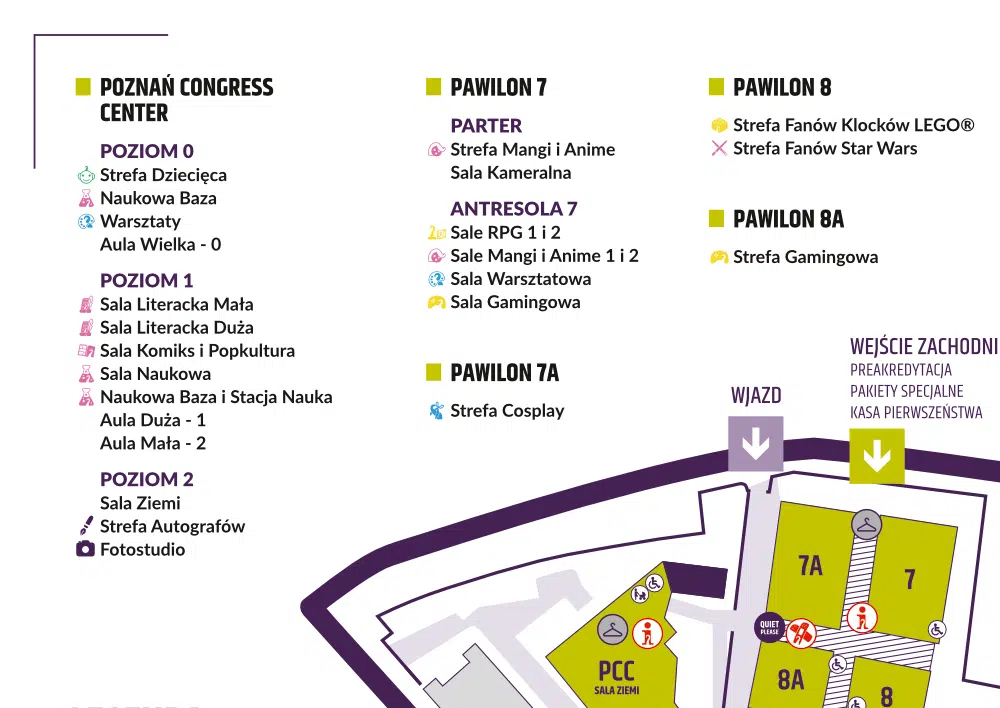 POZNAŃ CONGRESS
CENTER
POZIOM 0
Strefa Dziecięca
Naukowa Baza
Warsztaty
Aula Wielka - 0
POZIOM 1
Sala Literacka Mała
Sala Literacka Duża
Sala Komiks i Popkultura
Sala Naukowa
Naukowa Baza i Stacja Nauka
Aula Duża - 1
Aula Mała - 2
POZIOM 2
Sala Ziemi
Strefa Autografów
Fotostudio
PAWILON 7
PARTER
Strefa Mangi i Anime
Sala Kameralna
ANTRESOLA 7
Sale RPG 1 i 2
Sale Mangi i Anime 1 i 2
Sala Warsztatowa
Sala Gamingowa
PAWILON 7A
Strefa Cosplay
PAWILON 8
Strefa Fanów Klocków LEGO®
Strefa Fanów Star Wars
PAWILON 8A
Strefa Gamingowa
WJAZD
WEJŚCIE ZACHODNI
PREAKREDYTACJA
PAKIETY SPECJALNE
KASA PIERWSZEŃSTWA
7A
7
QUIET
PLEASE
PCC
SALA ZIEMI
8A
8